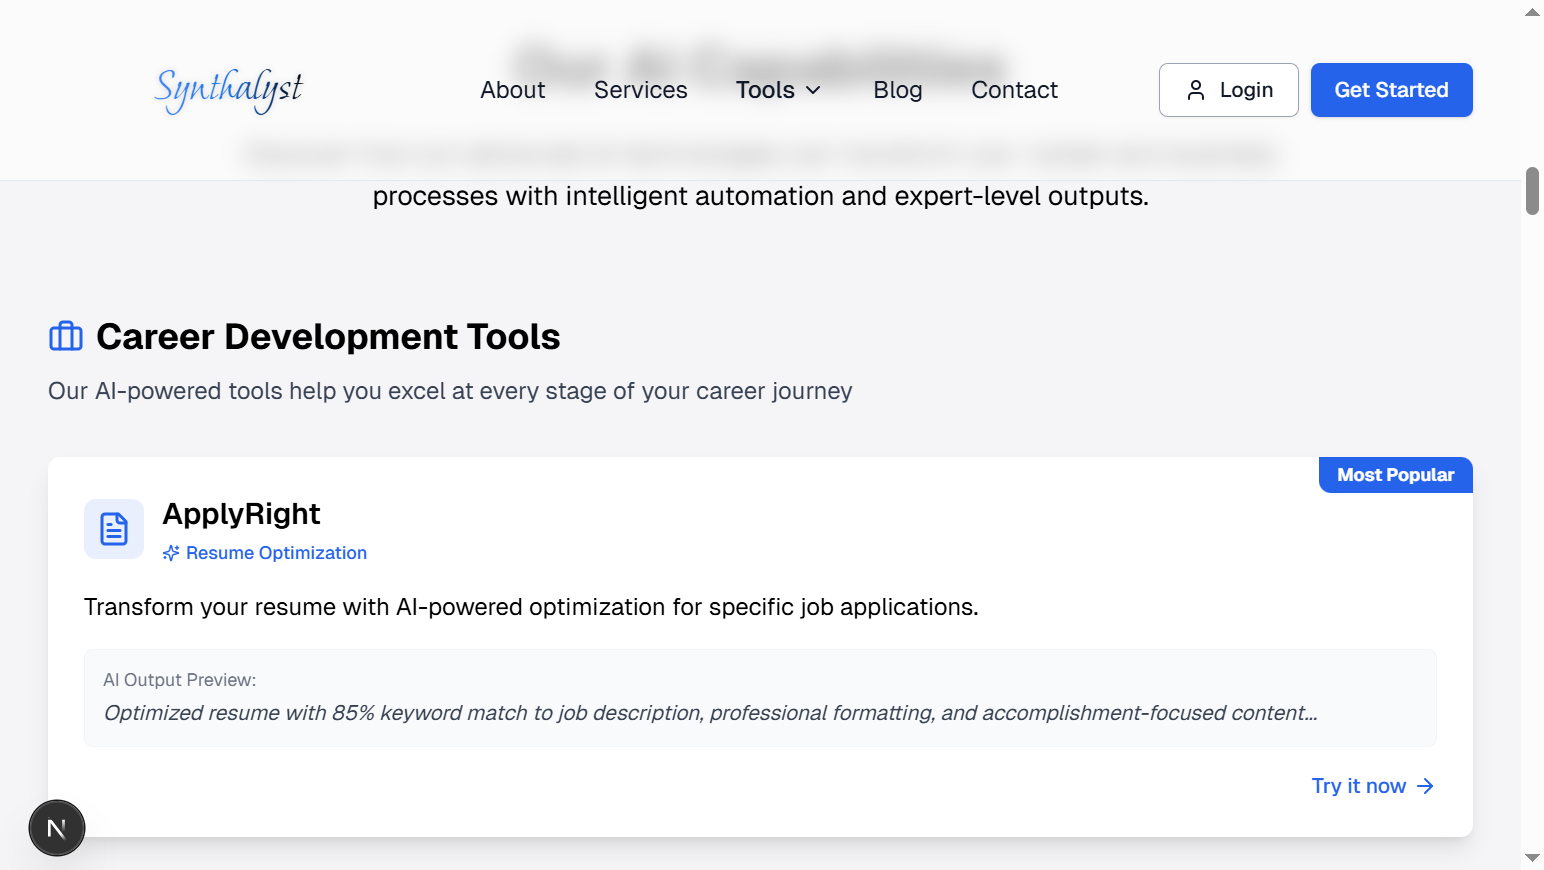 Synthalyst
About
Services
Tools
Blog
Contact
Login
Get Started
Our AI Capabilities
processes with intelligent automation and expert-level outputs.
Career Development Tools
Our AI-powered tools help you excel at every stage of your career journey
Most Popular
ApplyRight
Resume Optimization
Transform your resume with AI-powered optimization for specific job applications.
AI Output Preview:
Optimized resume with 85% keyword match to job description, professional formatting, and accomplishment-focused content...
Try it now
N